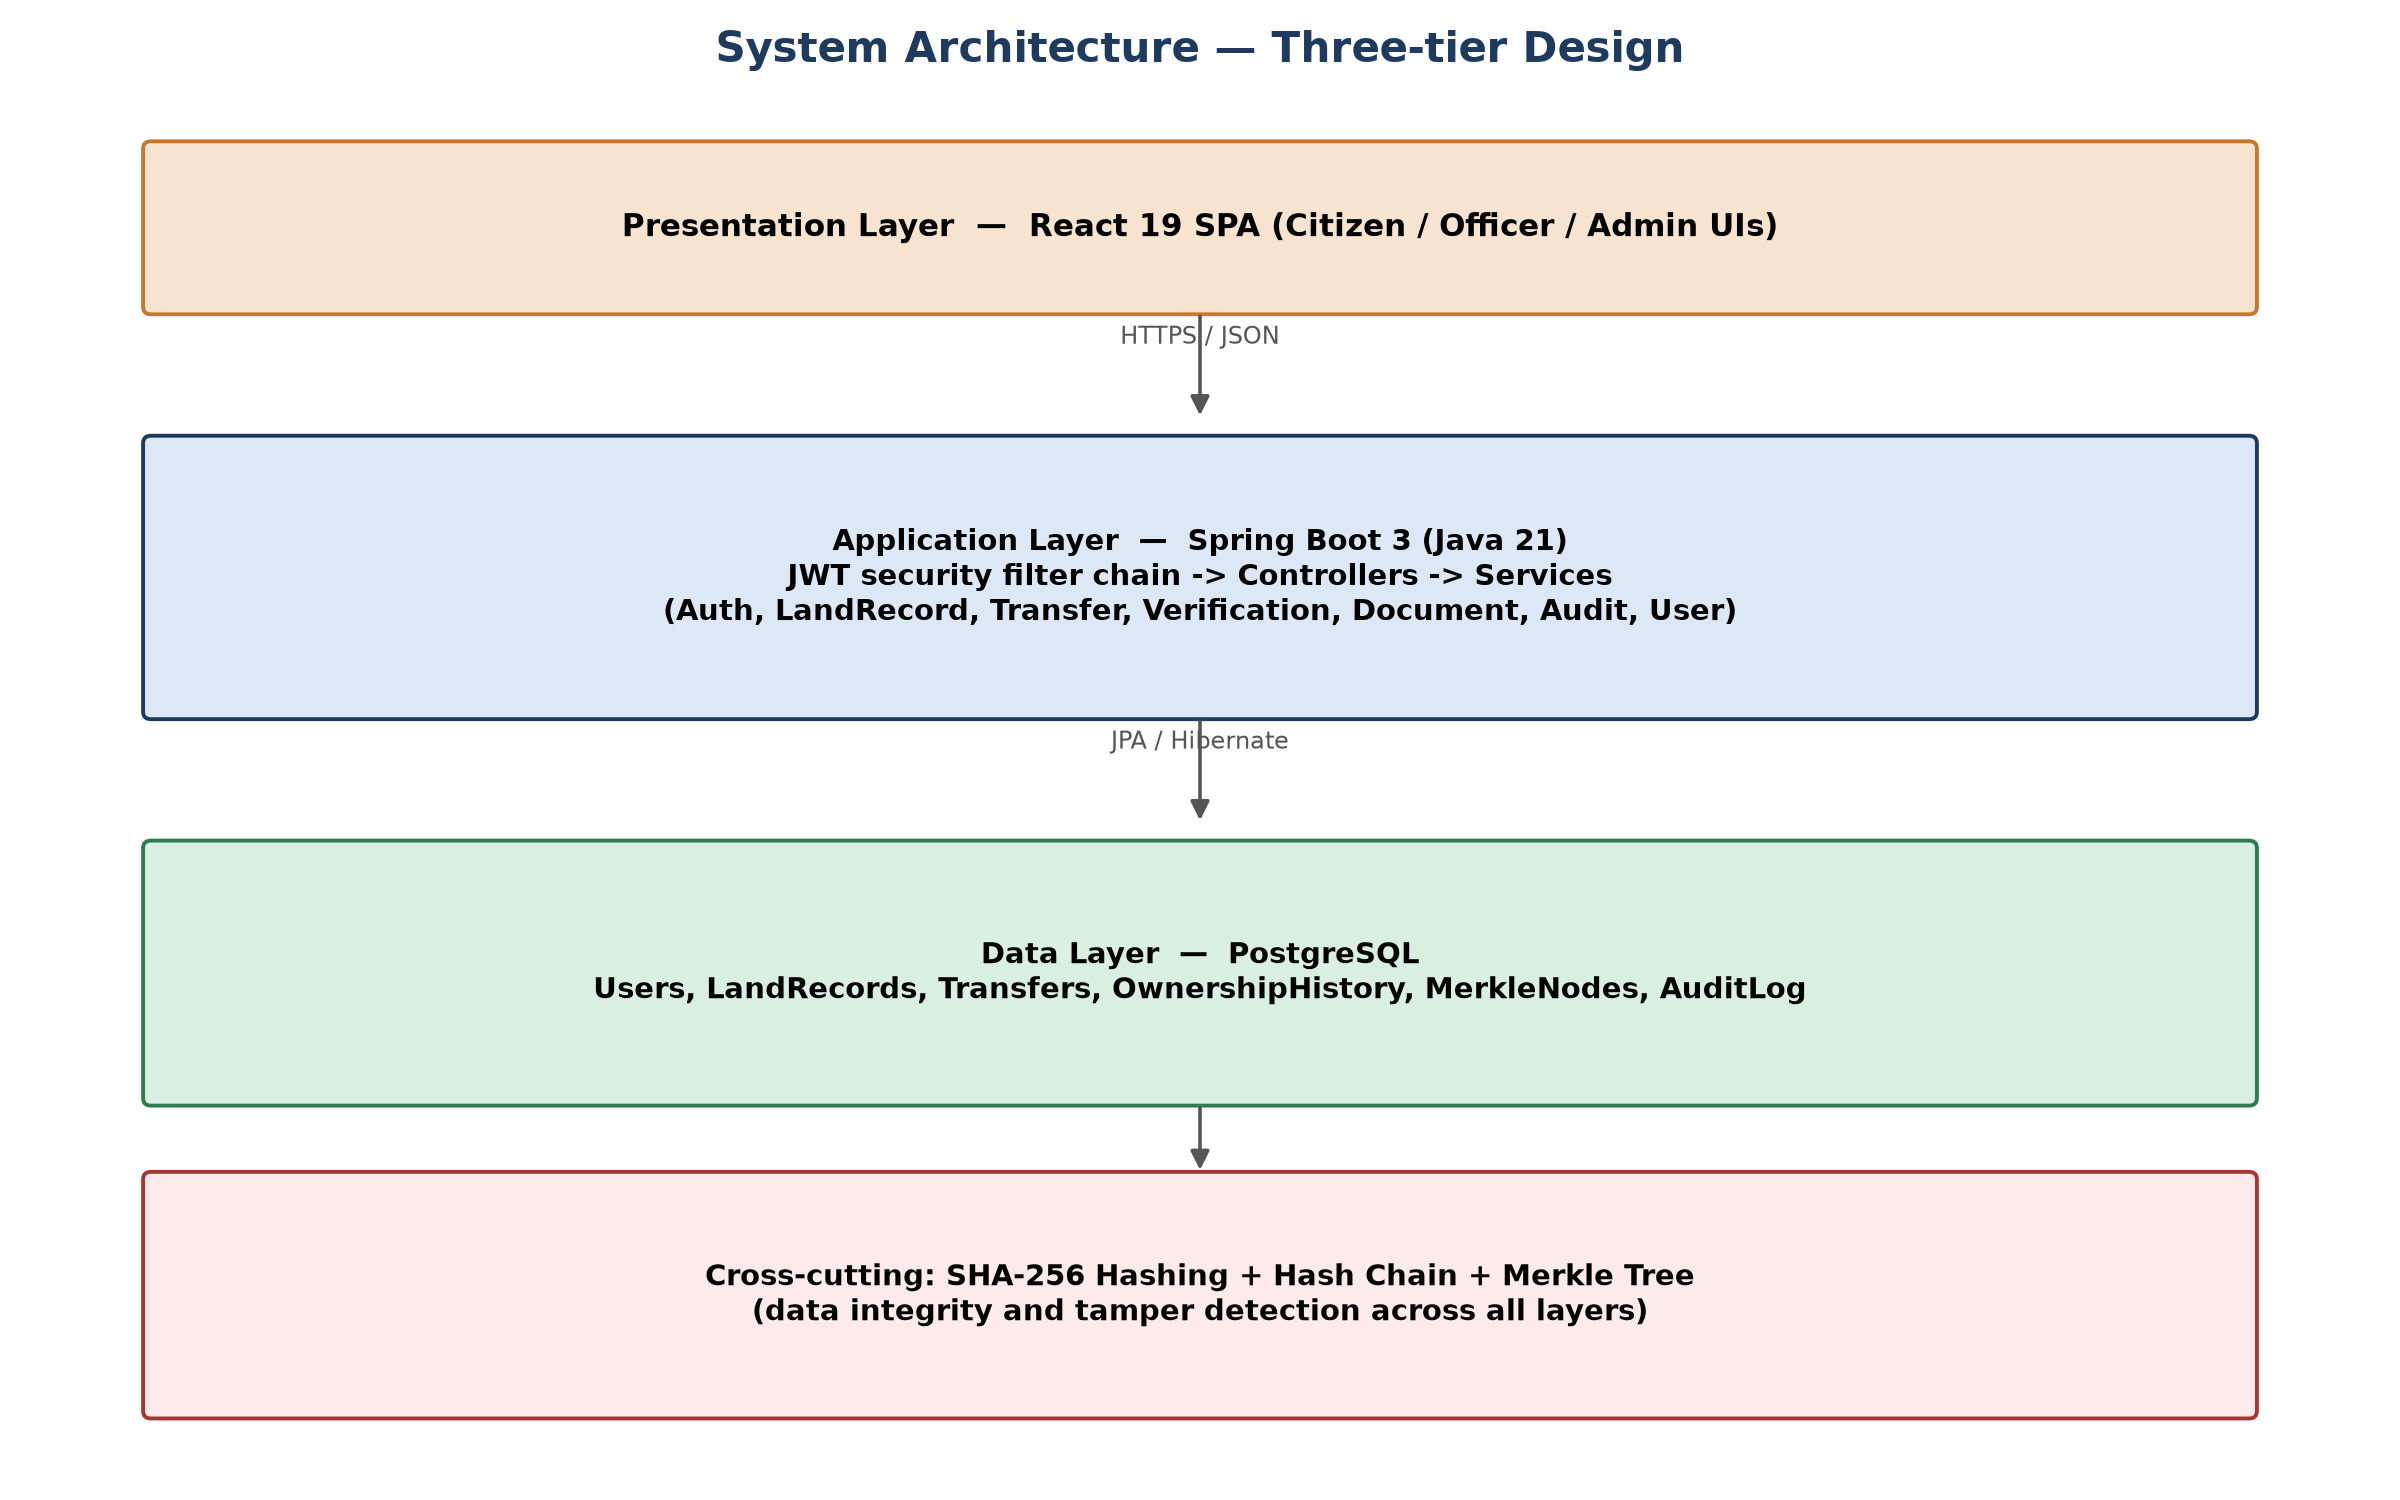 System Architecture — Three-tier Design
Presentation Layer — React 19 SPA (Citizen / Officer / Admin UIs)
HTTPS / JSON
Application Layer — Spring Boot 3 (Java 21)
JWT security filter chain -> Controllers -> Services
(Auth, LandRecord, Transfer, Verification, Document, Audit, User)
JPA / Hibernate
Data Layer — PostgreSQL
Users, LandRecords, Transfers, OwnershipHistory, MerkleNodes, AuditLog
Cross-cutting: SHA-256 Hashing + Hash Chain + Merkle Tree
(data integrity and tamper detection across all layers)